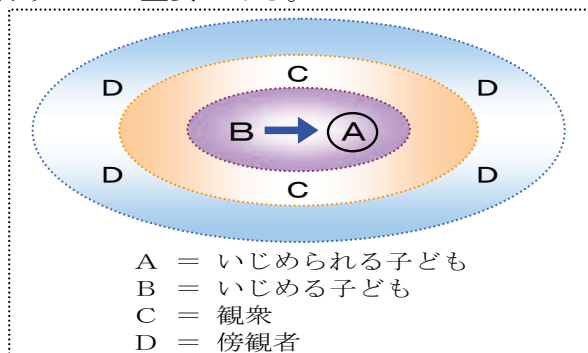 D C D
B A
D C D
A = いじめられる子ども
B = いじめる子ども
C = 観衆
D = 傍観者